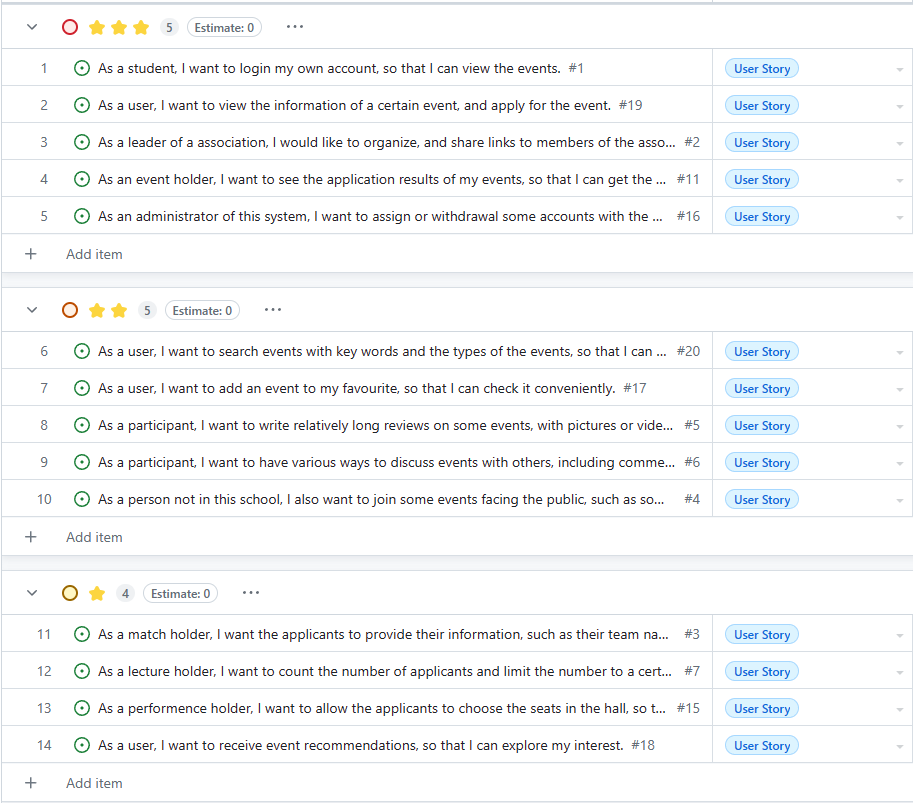 5 Estimate: 0 ...
1 As a student, I want to login my own account, so that I can view the events. #1 User Story
2 As a user, I want to view the information of a certain event, and apply for the event. #19 User Story
3 As a leader of a association, I would like to organize, and share links to members of the asso... #2 User Story
4 As an event holder, I want to see the application results of my events, so that I can get the ... #11 User Story
5 As an administrator of this system, I want to assign or withdrawal some accounts with the ... #16 User Story
+ Add item
5 Estimate: 0 ...
6 As a user, I want to search events with key words and the types of the events, so that I can ... #20 User Story
7 As a user, I want to add an event to my favourite, so that I can check it conveniently. #17 User Story
8 As a participant, I want to write relatively long reviews on some events, with pictures or vide... #5 User Story
9 As a participant, I want to have various ways to discuss events with others, including comme... #6 User Story
10 As a person not in this school, I also want to join some events facing the public, such as so... #4 User Story
+ Add item
4 Estimate: 0 ...
11 As a match holder, I want the applicants to provide their information, such as their team na... #3 User Story
12 As a lecture holder, I want to count the number of applicants and limit the number to a cert... #7 User Story
13 As a performence holder, I want to allow the applicants to choose the seats in the hall, so t... #15 User Story
14 As a user, I want to receive event recommendations, so that I can explore my interest. #18 User Story
+ Add item